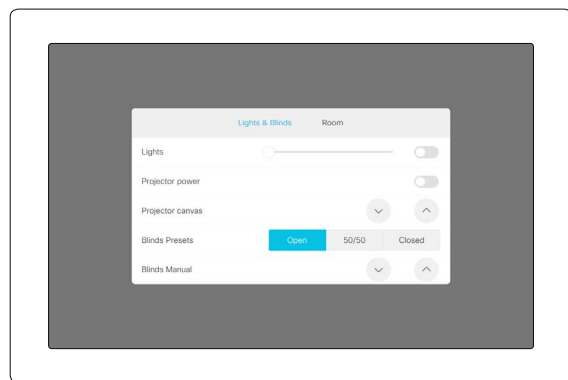 Lights & Blinds Room
Lights
Projector power
Projector canvas
Blinds Presets Open 50/50 Closed
Blinds Manual